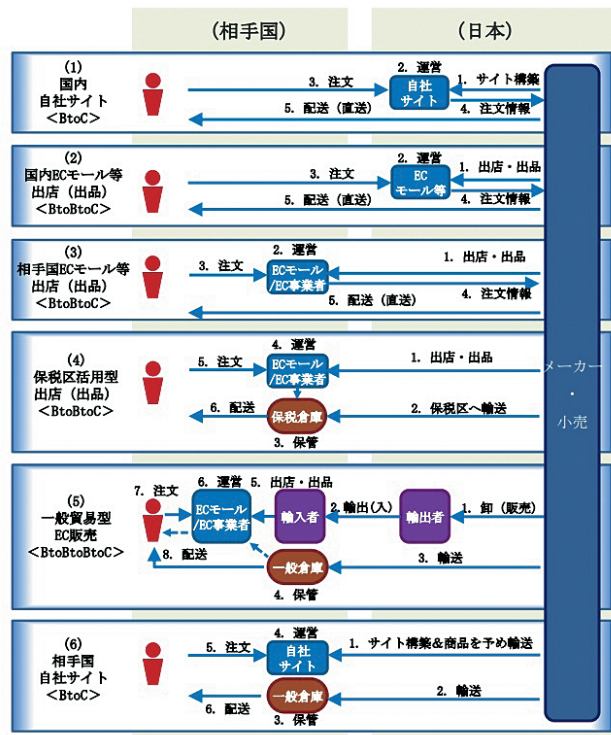 (相手国)
(日本)
(1)
国内
自社サイト
<BtoC>
3. 注文
2. 運営
自社
サイト
1. サイト構築
5. 配送(直送)
4. 注文情報
(2)
国内ECモール等
出店(出品)
<BtoBtoC>
3. 注文
2. 運営
EC
モール等
1. 出店・出品
5. 配送(直送)
4. 注文情報
(3)
相手国ECモール等
出店(出品)
<BtoBtoC>
3. 注文
2. 運営
ECモール
/EC事業者
1. 出店・出品
4. 注文情報
5. 配送(直送)
(4)
保税区活用型
出店(出品)
<BtoBtoC>
5. 注文
4. 運営
ECモール
/EC事業者
1. 出店・出品
6. 配送
保税倉庫
2. 保税区へ輸送
3. 保管
(5)
一般貿易型
EC販売
<BtoBtoBtoC>
7. 注文
6. 運営
ECモール
/EC事業者
5. 出店・出品
輸入者
2. 輸出(入)
輸出者
1. 卸(販売)
8. 配送
一般倉庫
3. 輸送
4. 保管
(6)
相手国
自社サイト
<BtoC>
5. 注文
4. 運営
自社
サイト
1. サイト構築&商品を予め輸送
6. 配送
一般倉庫
2. 輸送
3. 保管
メーカー
・
小売